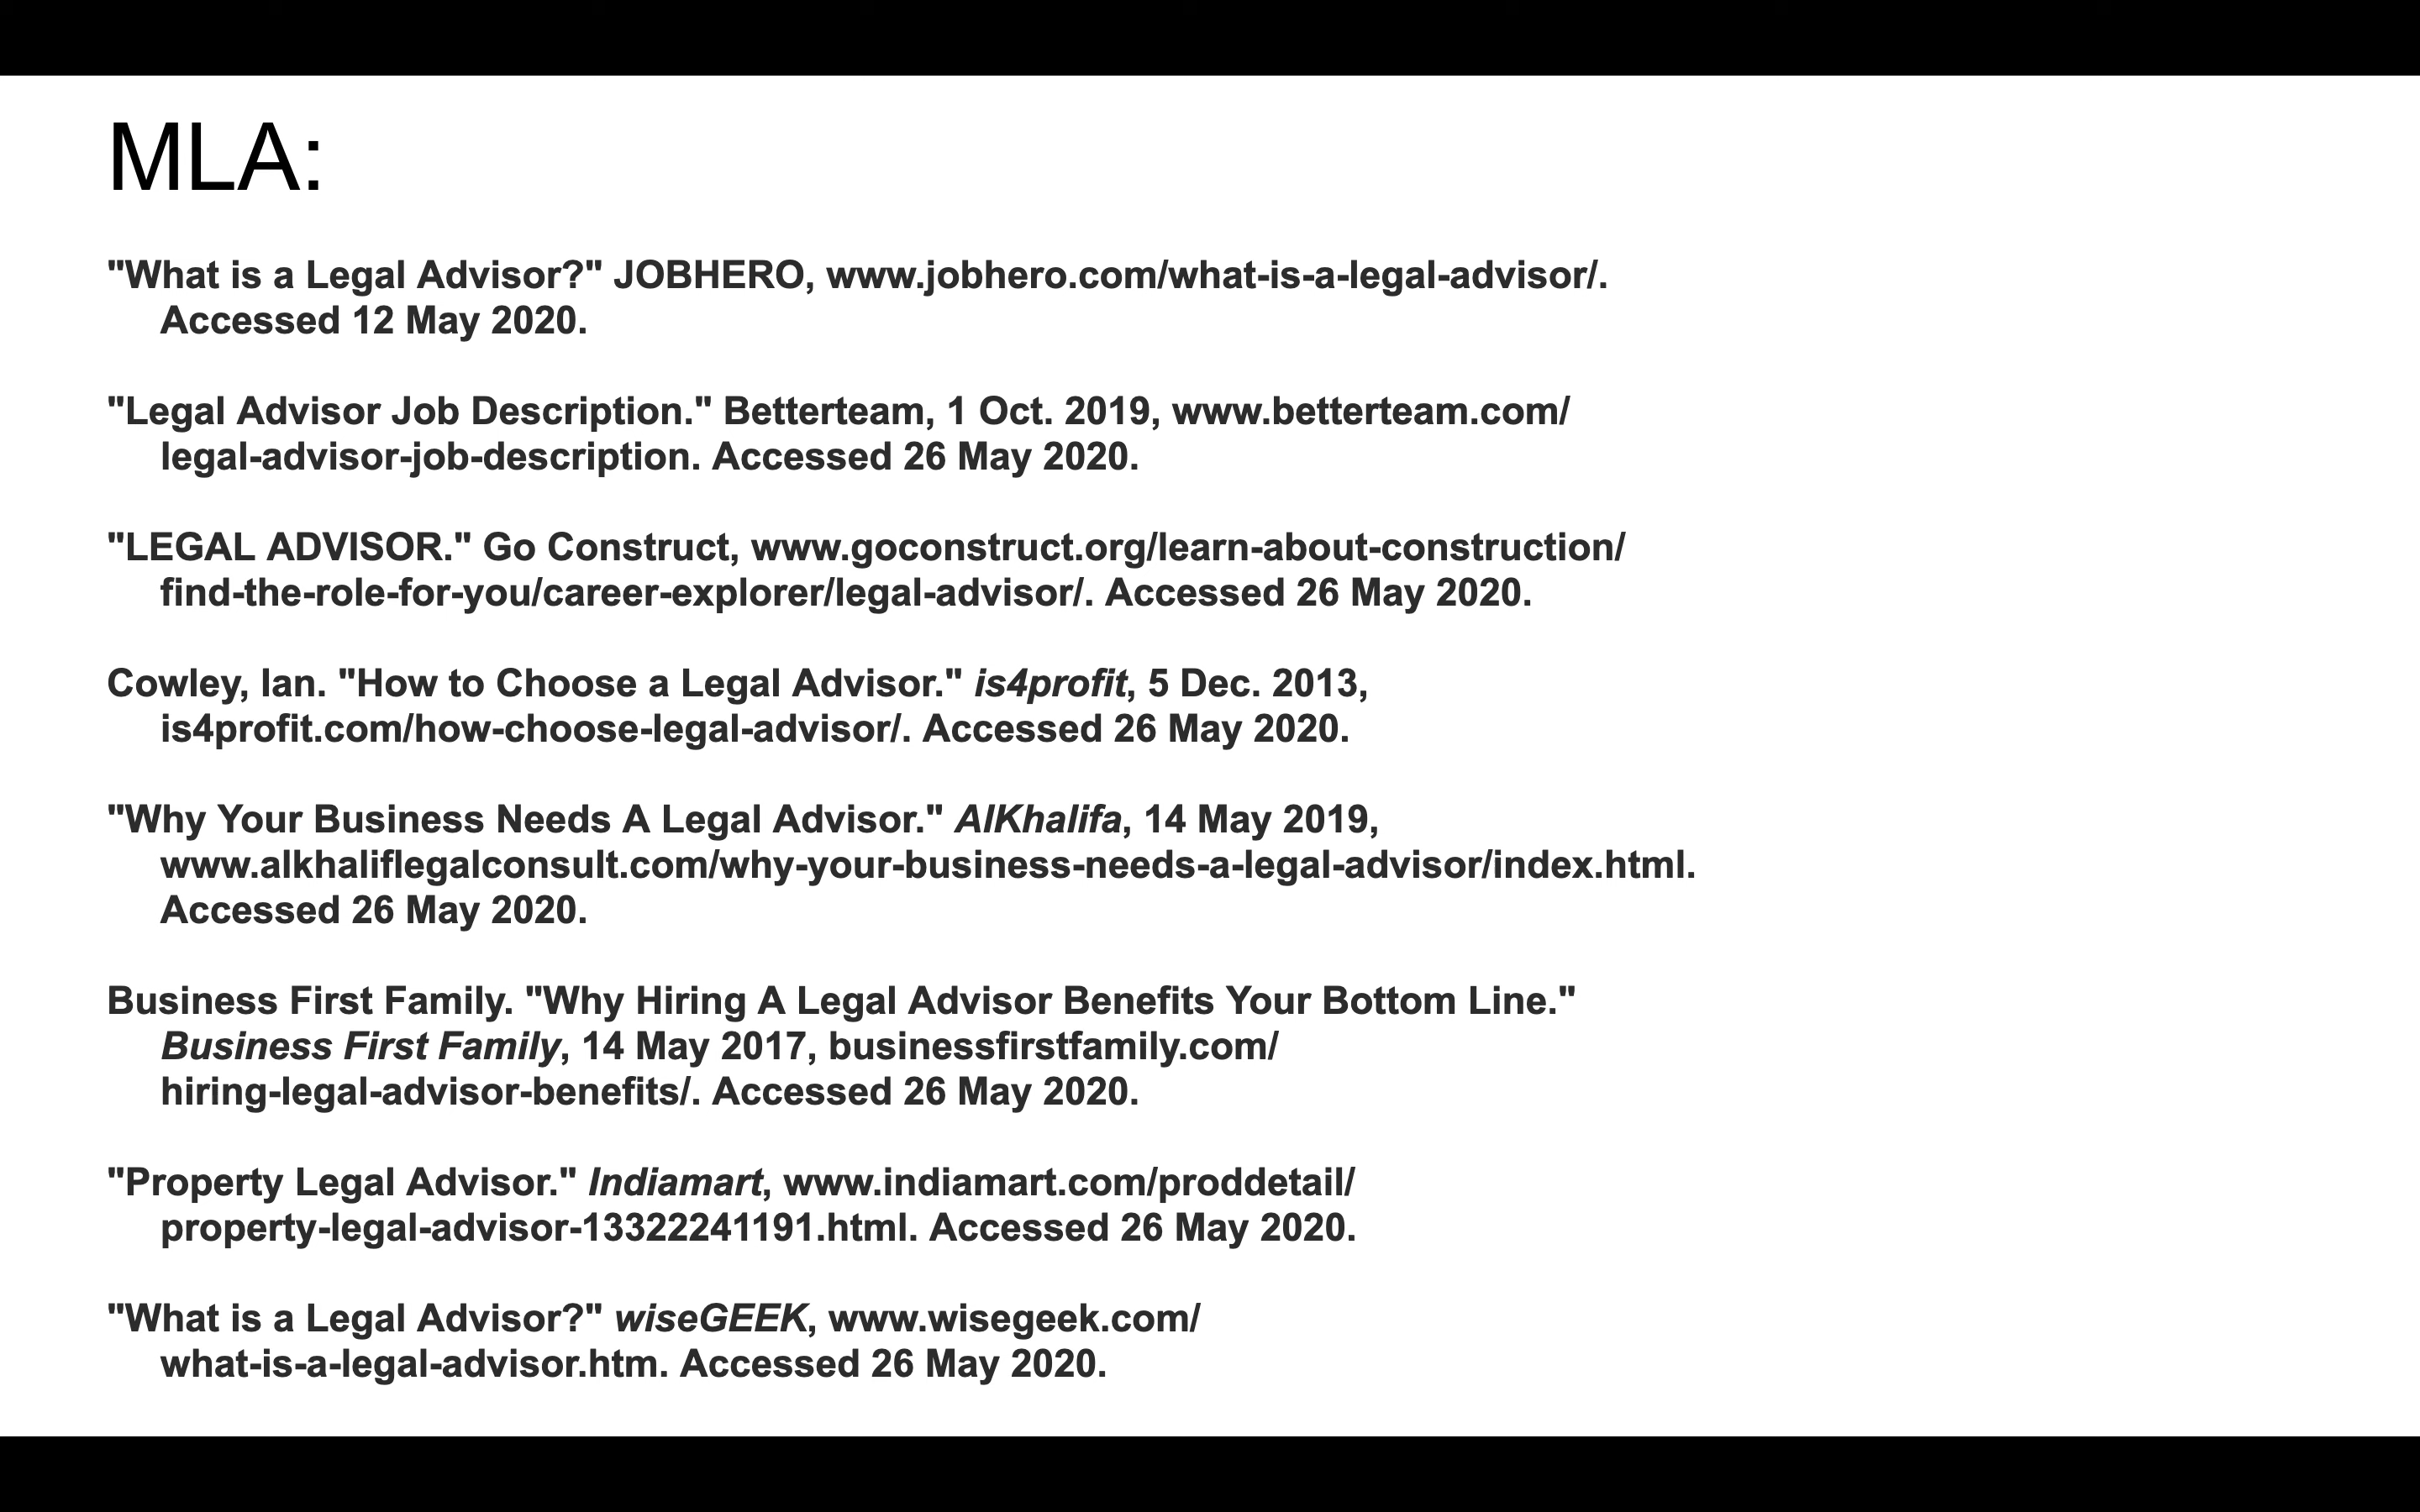 MLA:
"What is a Legal Advisor?" JOBHERO, www.jobhero.com/what-is-a-legal-advisor/.
Accessed 12 May 2020.
"Legal Advisor Job Description." Betterteam, 1 Oct. 2019, www.betterteam.com/
legal-advisor-job-description. Accessed 26 May 2020.
"LEGAL ADVISOR." Go Construct, www.goconstruct.org/learn-about-construction/
find-the-role-for-you/career-explorer/legal-advisor/. Accessed 26 May 2020.
Cowley, Ian. "How to Choose a Legal Advisor." is4profit, 5 Dec. 2013,
is4profit.com/how-choose-legal-advisor/. Accessed 26 May 2020.
"Why Your Business Needs A Legal Advisor." AlKhalifa, 14 May 2019,
www.alkhaliflegalconsult.com/why-your-business-needs-a-legal-advisor/index.html.
Accessed 26 May 2020.
Business First Family. "Why Hiring A Legal Advisor Benefits Your Bottom Line."
Business First Family, 14 May 2017, businessfirstfamily.com/
hiring-legal-advisor-benefits/. Accessed 26 May 2020.
"Property Legal Advisor." Indiamart, www.indiamart.com/proddetail/
property-legal-advisor-13322241191.html. Accessed 26 May 2020.
"What is a Legal Advisor?" wiseGEEK, www.wisegeek.com/
what-is-a-legal-advisor.htm. Accessed 26 May 2020.